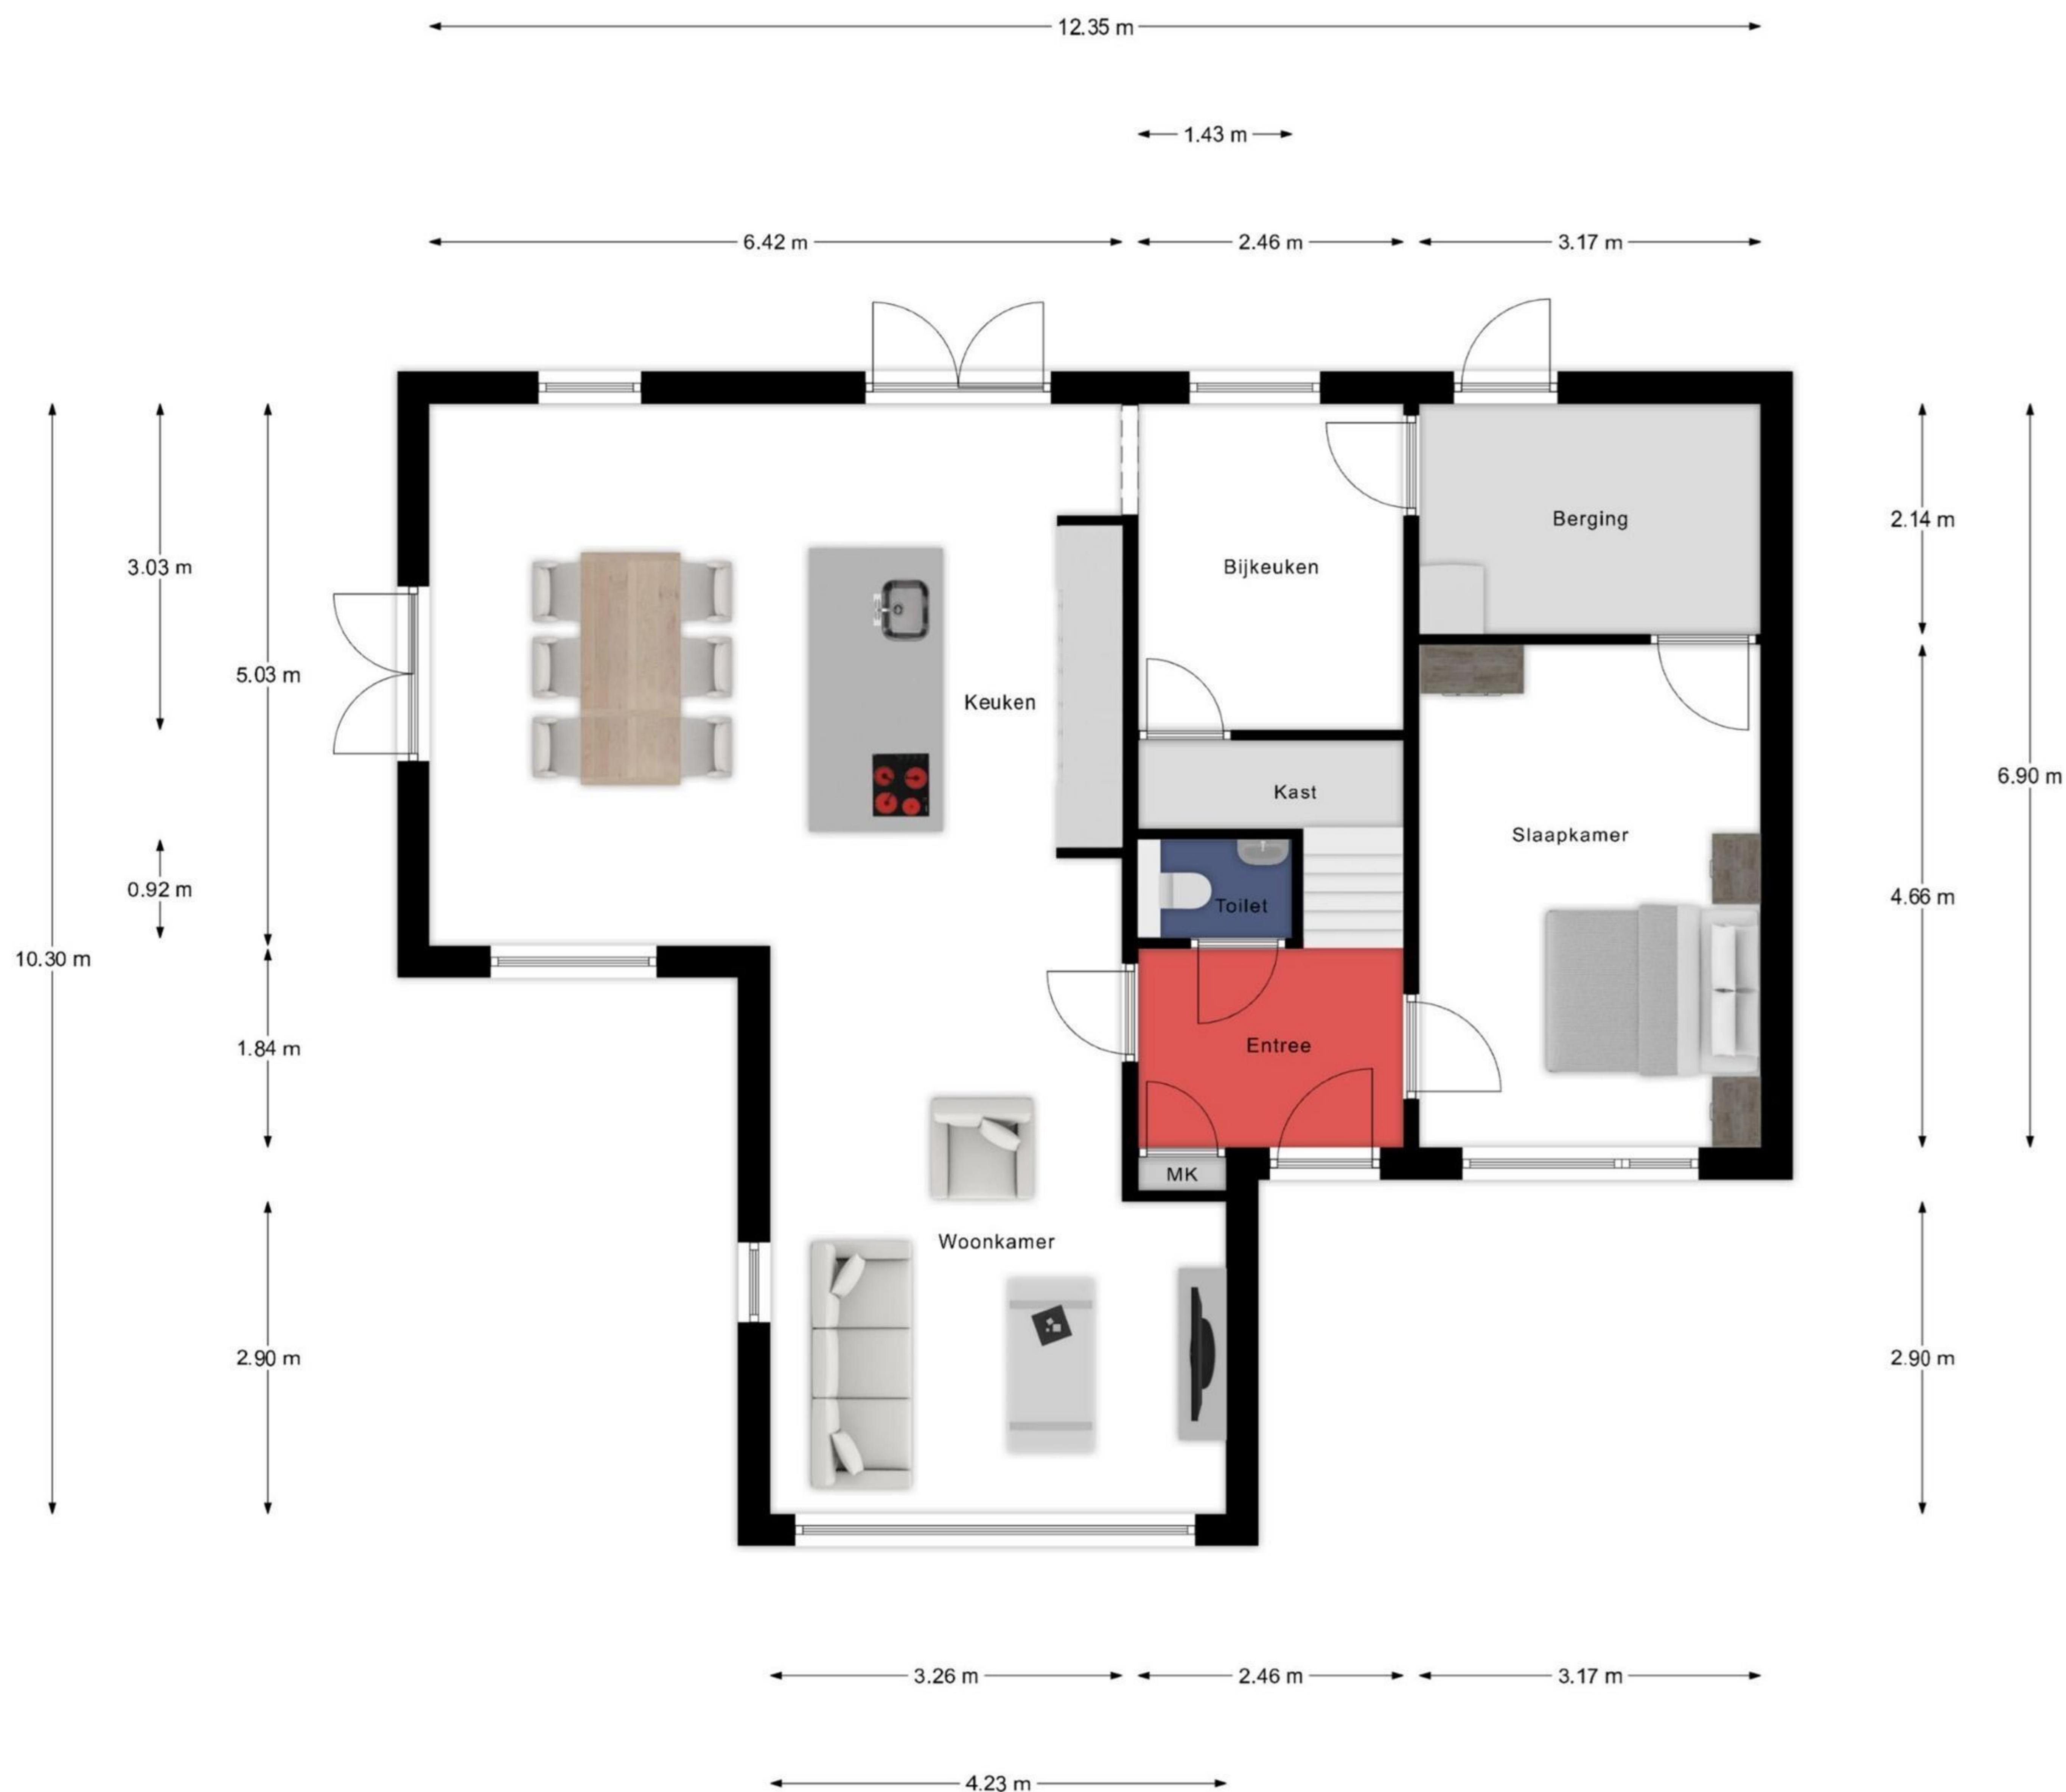 12.35 m
1.43 m
6.42 m
2.46 m
3.17 m
Berging
2.14 m
3.03 m
Bijkeuken
5.03 m
Keuken
6.90 m
Kast
Slaapkamer
0.92 m
4.66 m
Toilet
10.30 m
Entree
1.84 m
MK
Woonkamer
2.90 m
2.90 m
3.26 m
2.46 m
3.17 m
4.23 m